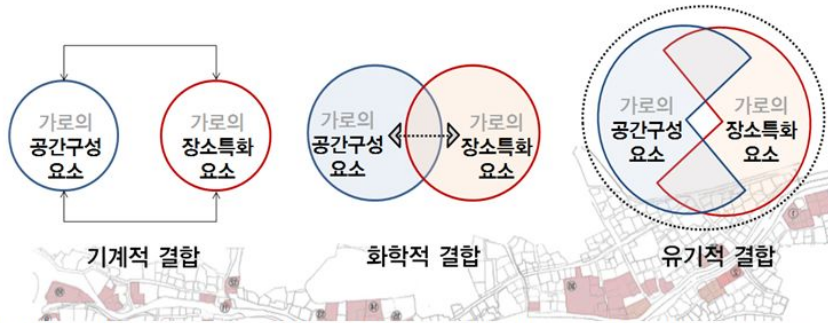 가로의
공간구성
요소
가로의
장소특화
요소
기계적 결합
가로의
공간구성
요소
가로의
장소특화
요소
화학적 결합
가로의
공간구성
요소
가로의
장소특화
요소
유기적 결합